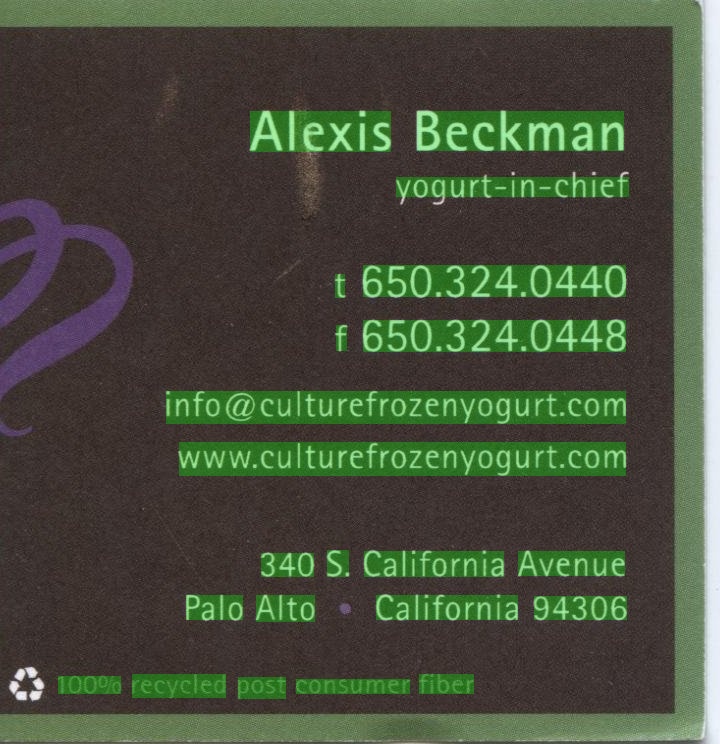 Alexis Beckman
yogurt-in-chief
t 650.324.0440
f 650.324.0448
info@culturefrozenyogurt.com
www.culturefrozenyogurt.com
340 S. California Avenue
Palo Alto • California 94306
100% recycled post consumer fiber